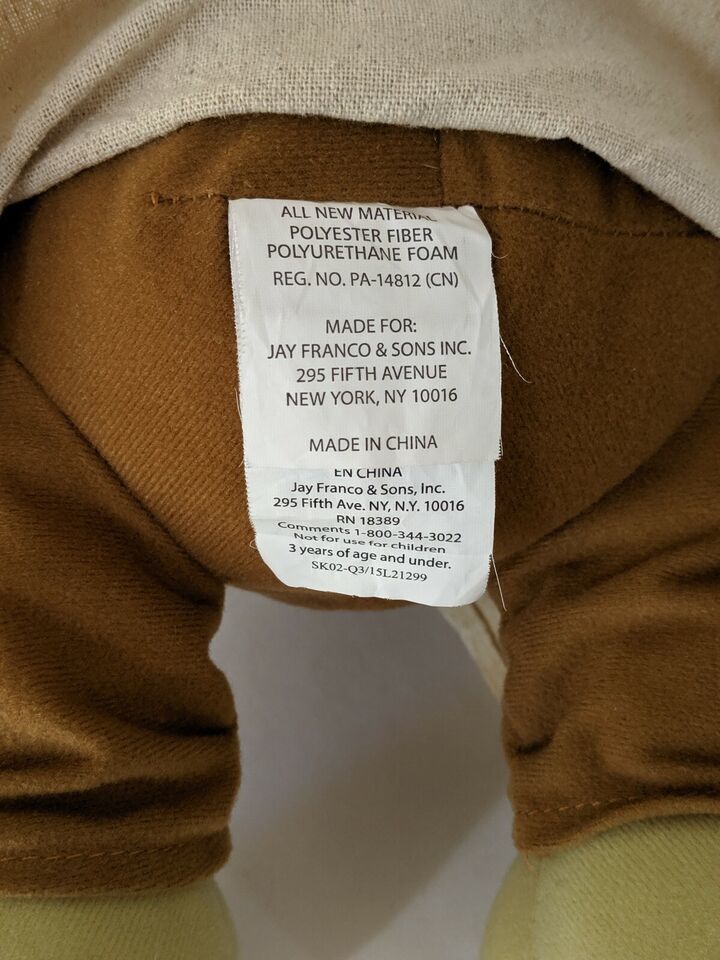 ALL NEW MATERIAL
POLYESTER FIBER
POLYURETHANE FOAM
REG. NO. PA-14812 (CN)
MADE FOR:
JAY FRANCO & SONS INC.
295 FIFTH AVENUE
NEW YORK, NY 10016
MADE IN CHINA
EN CHINA
Jay Franco & Sons, Inc.
295 Fifth Ave. NY, N.Y. 10016
RN 18389
Comments 1-800-344-3022
Not for use for children
3 years of age and under.
SK02-Q3/15L21299